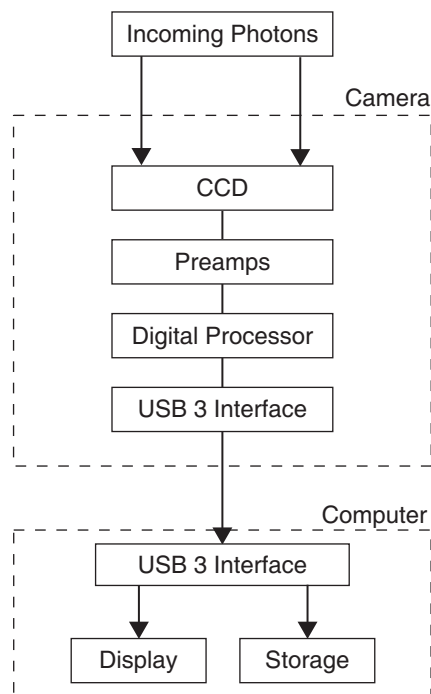 Incoming Photons
Camera
CCD
Preamps
Digital Processor
USB 3 Interface
Computer
USB 3 Interface
Display
Storage